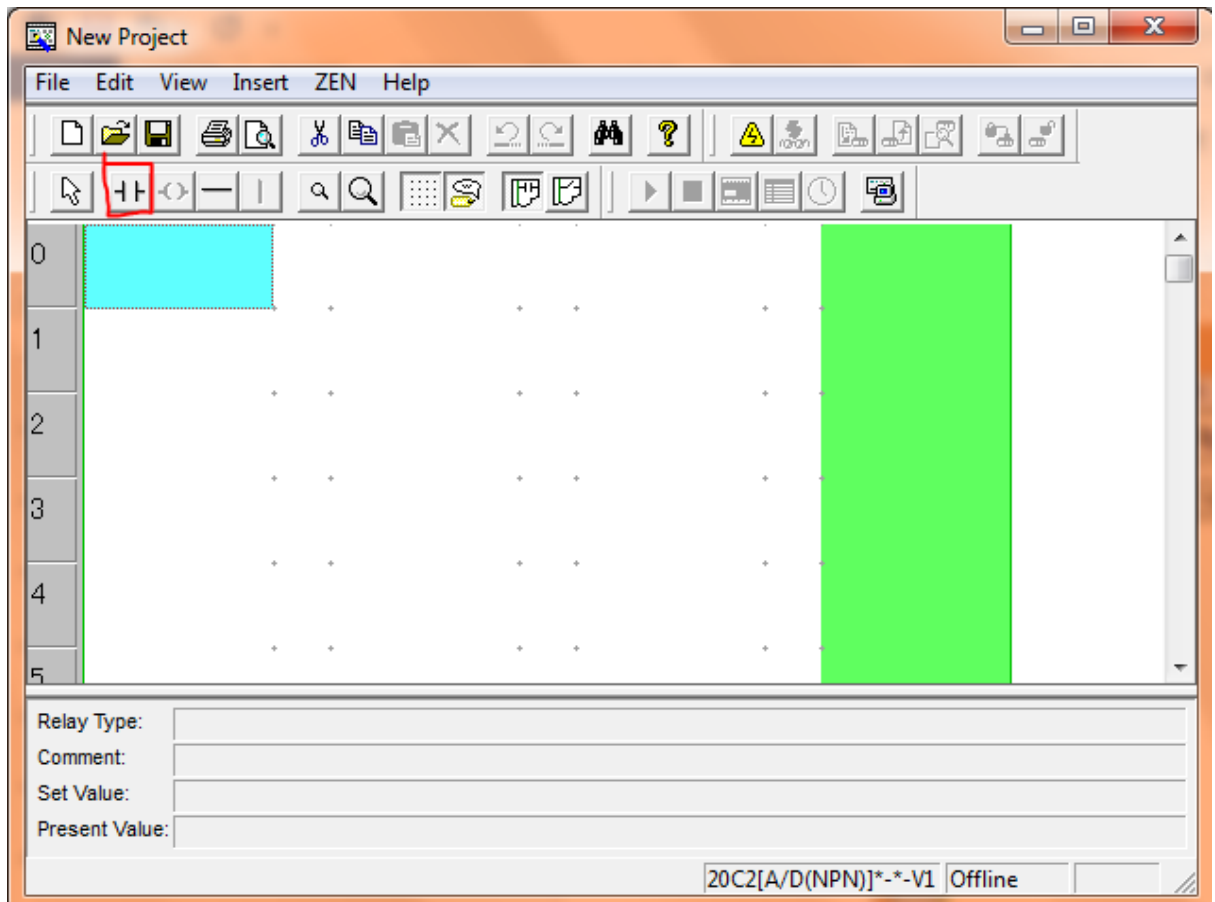 New Project
File Edit View Insert ZEN Help
0
1
2
3
4
5
Relay Type:
Comment:
Set Value:
Present Value:
20C2[A/D(NPN)]*-*-V1 Offline